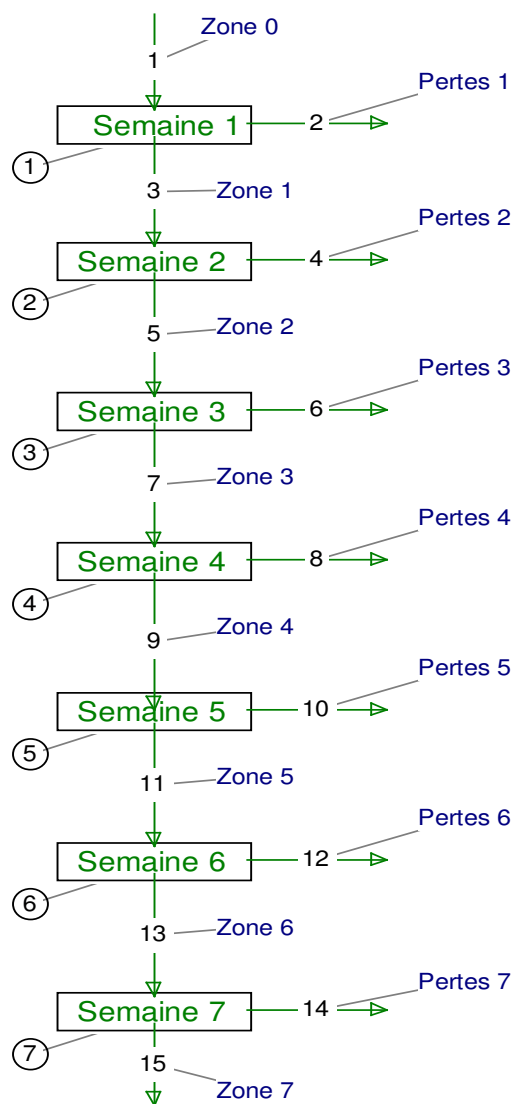 Zone 0
1
Pertes 1
Semaine 1
2
1
3
Zone 1
Pertes 2
Semaine 2
4
2
5
Zone 2
Pertes 3
Semaine 3
6
3
7
Zone 3
Pertes 4
Semaine 4
8
4
9
Zone 4
Pertes 5
Semaine 5
10
5
11
Zone 5
Pertes 6
Semaine 6
12
6
13
Zone 6
Pertes 7
Semaine 7
14
7
15
Zone 7